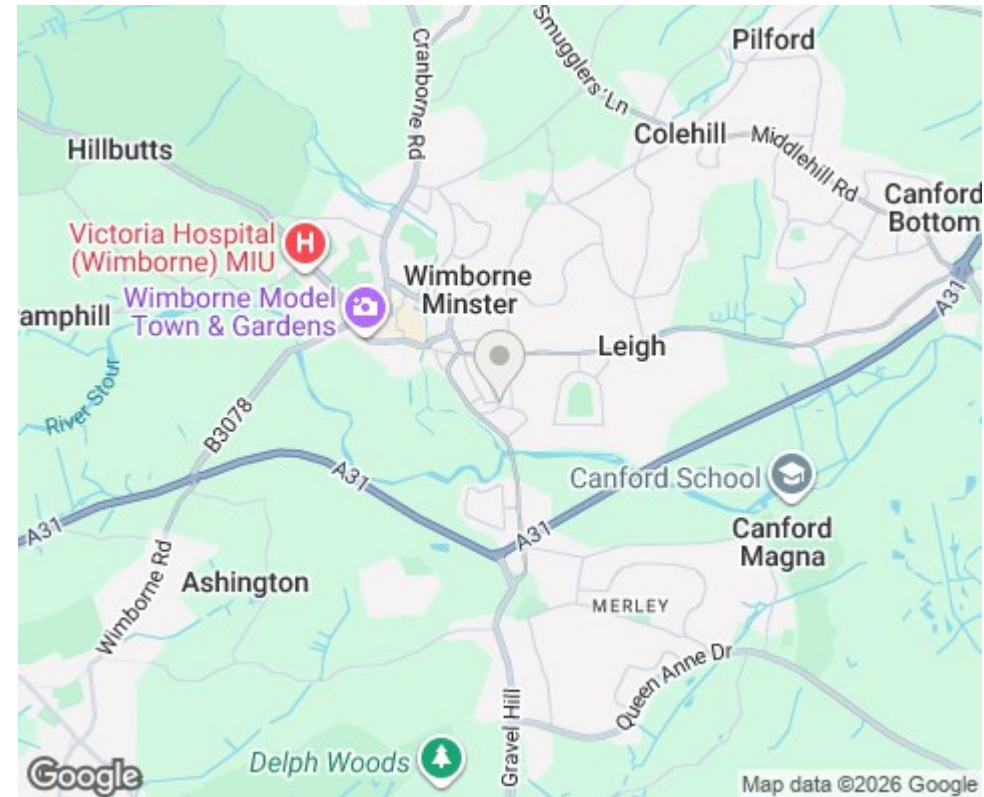 Cranborne Rd
Smugglers' Ln
Pilford
Colehill
Middlehill Rd
Hillbutts
Canford
Bottom
Victoria Hospital
(Wimborne) MIU
H
Wimborne
Minster
Wimborne Model
Town & Gardens
A31
amphill
Leigh
River Stour
B3078
A31
Canford School
A31
A31
Canford
Magna
Wimborne Rd
Ashington
MERLEY
Queen Anne Dr
Gravel Hill
Delph Woods
Google
Map data ©2026 Google